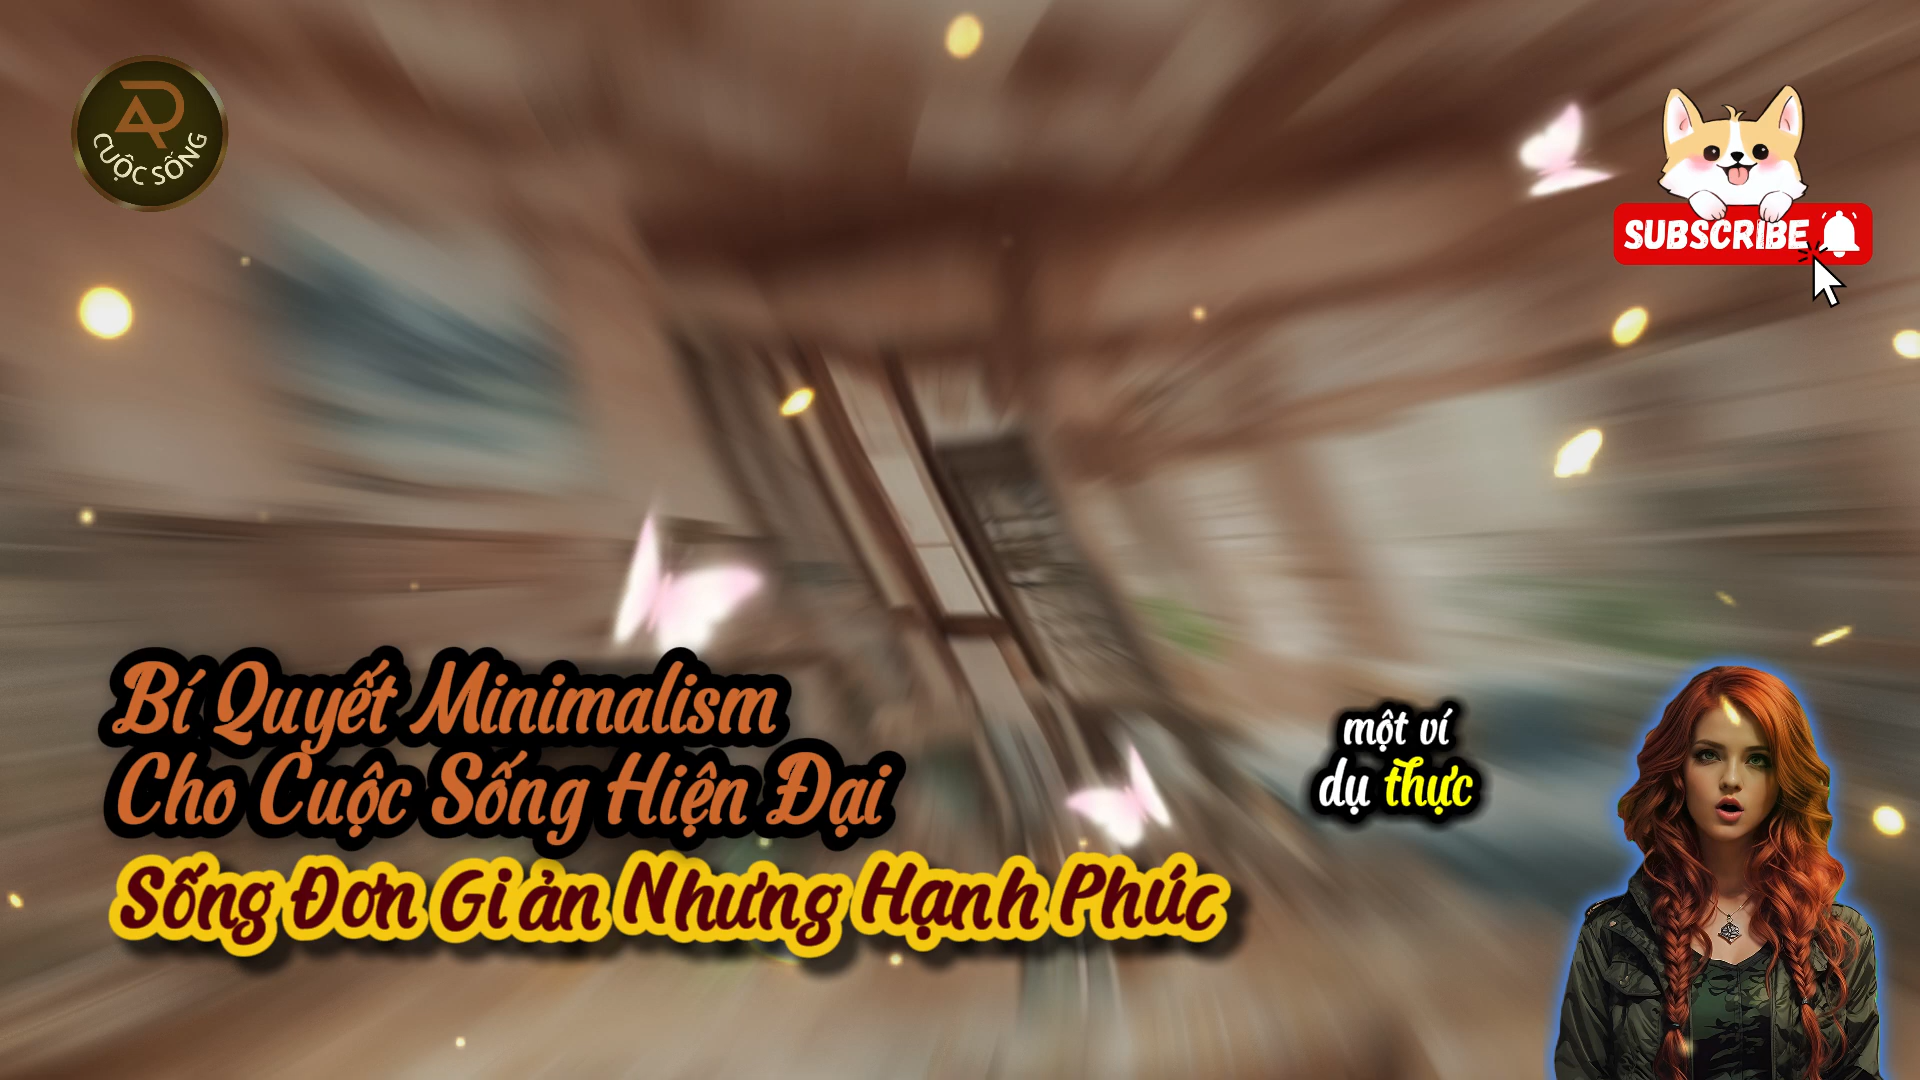 AR
CUỘC SỐNG
SUBSCRIBE
Bí Quyết Minimalism
Cho Cuộc Sống Hiện Đại
Sống Đơn Giản Nhưng Hạnh Phúc
một ví
dụ thực